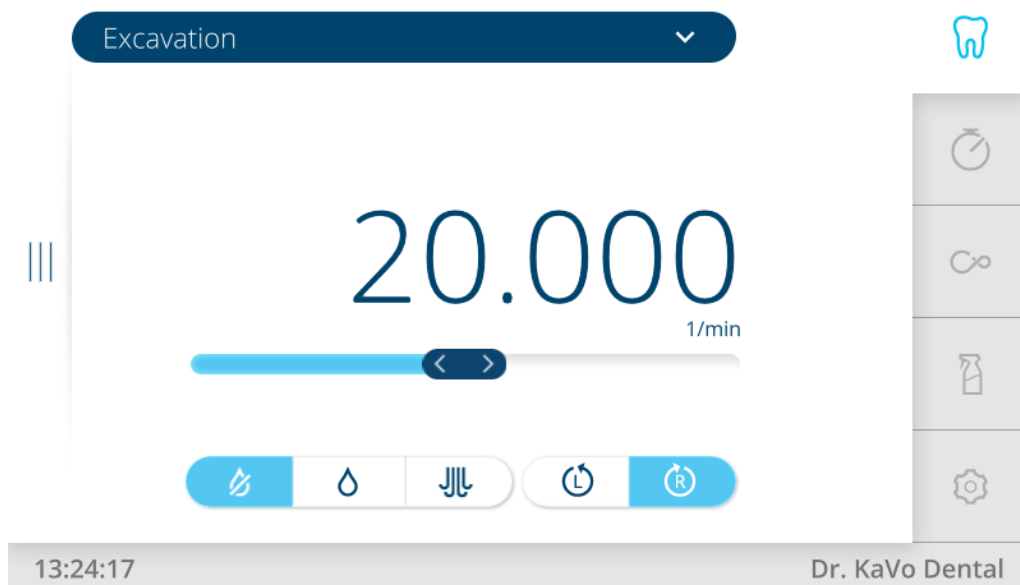 Excavation
20.000
1/min
L
R
13:24:17
Dr. KaVo Dental